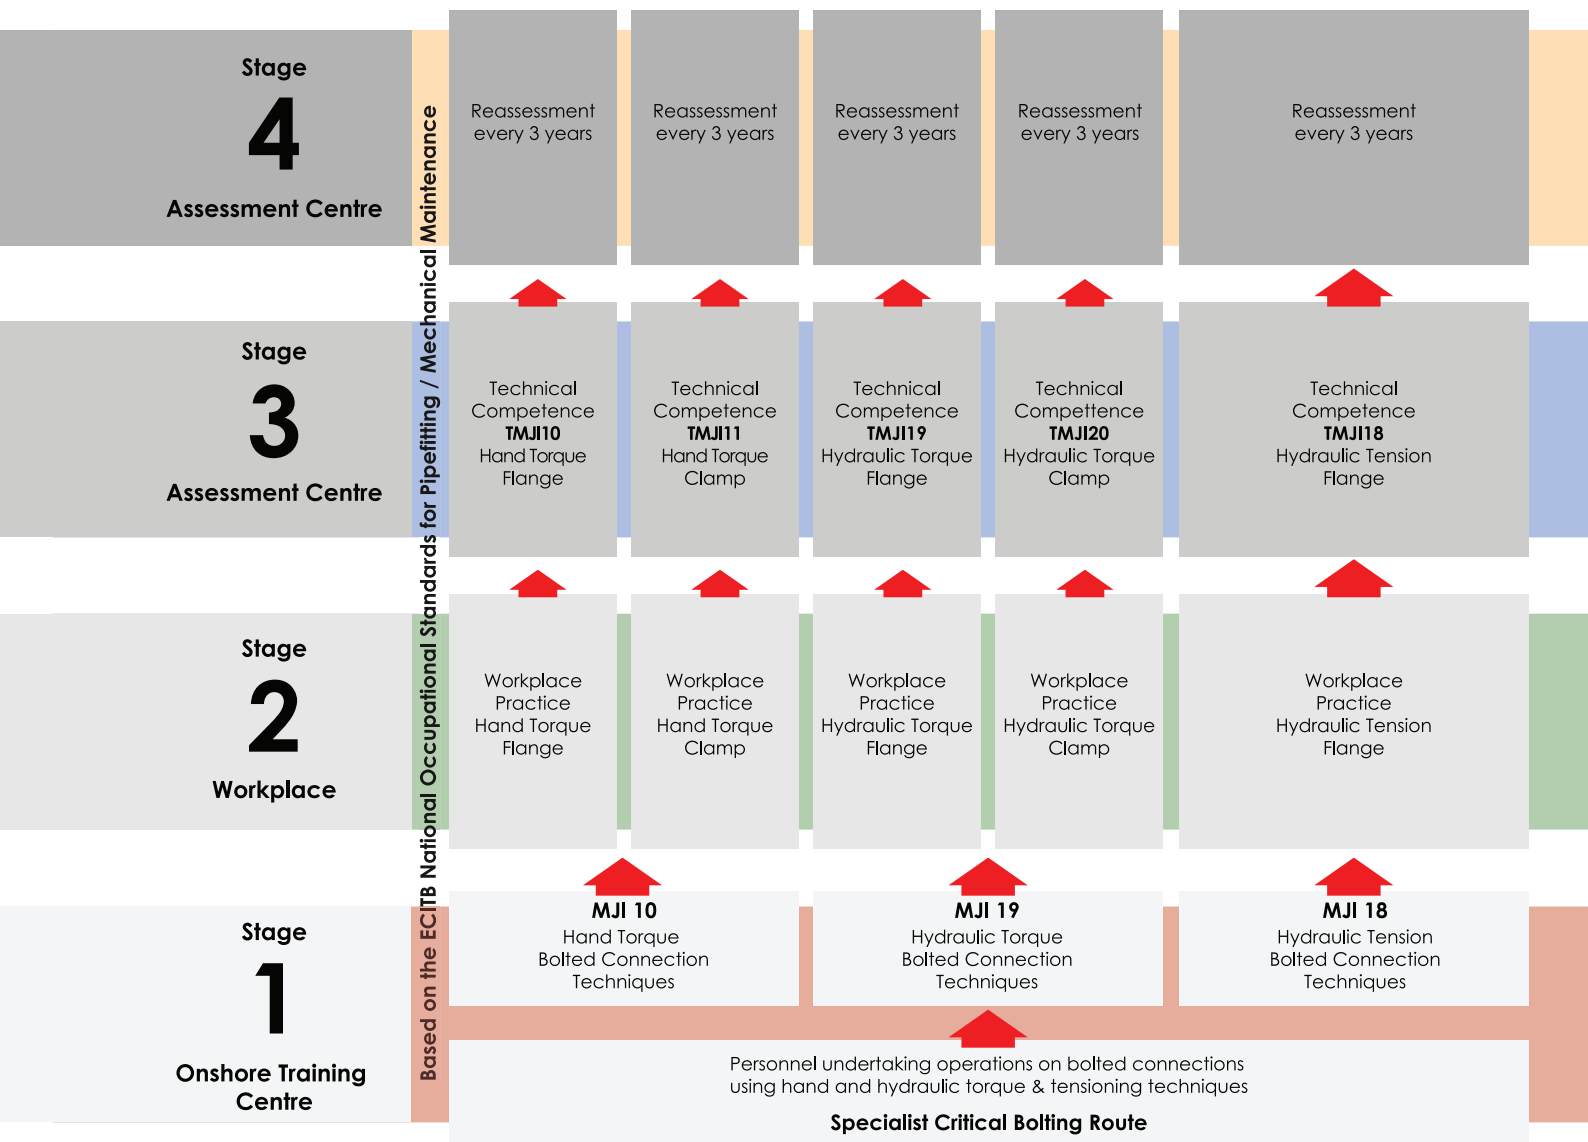 Stage
4
Assessment Centre
Reassessment
every 3 years
Reassessment
every 3 years
Reassessment
every 3 years
Reassessment
every 3 years
Reassessment
every 3 years
Based on the ECITB National Occupational Standards for Pipefitting / Mechanical Maintenance
Stage
3
Assessment Centre
Technical
Competence
TMJI10
Hand Torque
Flange
Technical
Competence
TMJI11
Hand Torque
Clamp
Technical
Competence
TMJI19
Hydraulic Torque
Flange
Technical
Compettence
TMJI20
Hydraulic Torque
Clamp
Technical
Competence
TMJI18
Hydraulic Tension
Flange
Stage
2
Workplace
Workplace
Practice
Hand Torque
Flange
Workplace
Practice
Hand Torque
Clamp
Workplace
Practice
Hydraulic Torque
Flange
Workplace
Practice
Hydraulic Torque
Clamp
Workplace
Practice
Hydraulic Tension
Flange
Stage
1
Onshore Training
Centre
MJI 10
Hand Torque
Bolted Connection
Techniques
MJI 19
Hydraulic Torque
Bolted Connection
Techniques
MJI 18
Hydraulic Tension
Bolted Connection
Techniques
Personnel undertaking operations on bolted connections
using hand and hydraulic torque & tensioning techniques
Specialist Critical Bolting Route